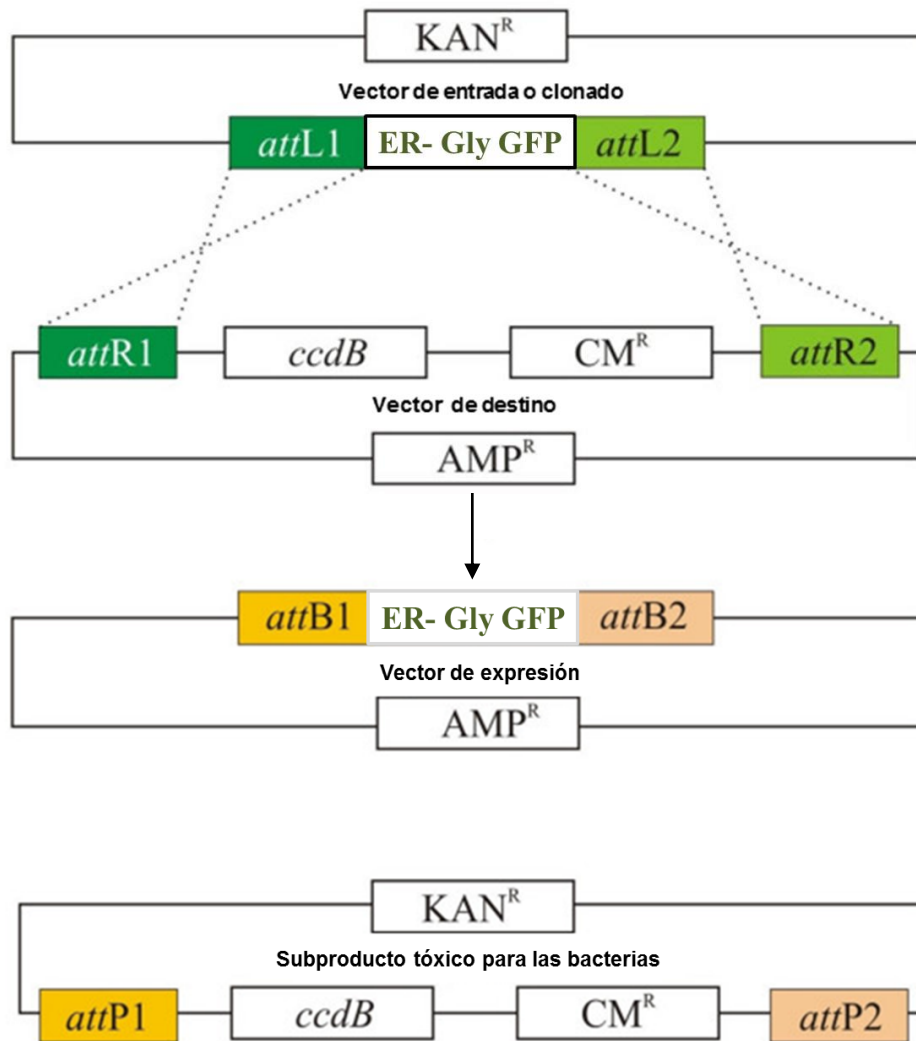 KAN^R
Vector de entrada o clonado
attL1 ER- Gly GFP attL2
attR1 ccdB CM^R attR2
Vector de destino
AMP^R
attB1 ER- Gly GFP attB2
Vector de expresión
AMP^R
KAN^R
Subproducto tóxico para las bacterias
attP1 ccdB CM^R attP2